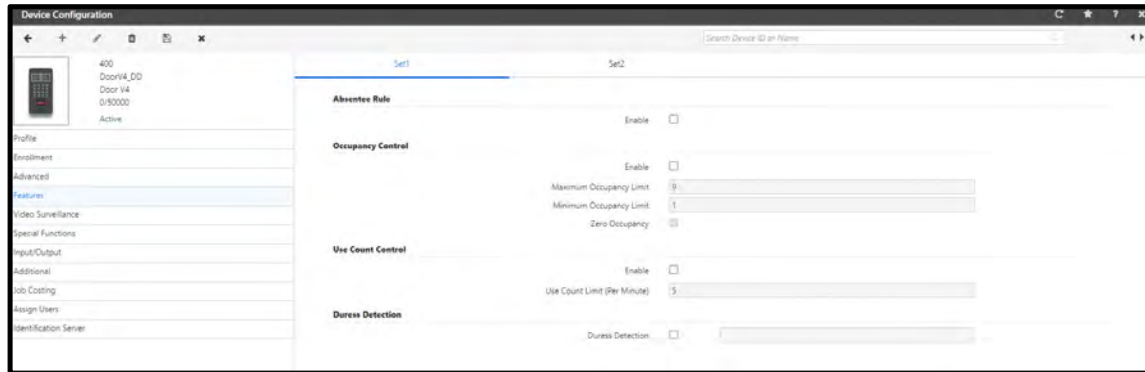 Device Configuration
Search Device ID or Name
400
DoorV4_DD
Door V4
0/50000
Active
Profile
Enrollment
Advanced
Features
Video Surveillance
Special Functions
Input/Output
Additional
Job Costing
Assign Users
Identification Server
Set1 Set2
Absentee Rule
Enable
Occupancy Control
Enable
Maximum Occupancy Limit 9
Minimum Occupancy Limit 1
Zero Occupancy
Use Count Control
Enable
Use Count Limit (Per Minute) 5
Duress Detection
Duress Detection